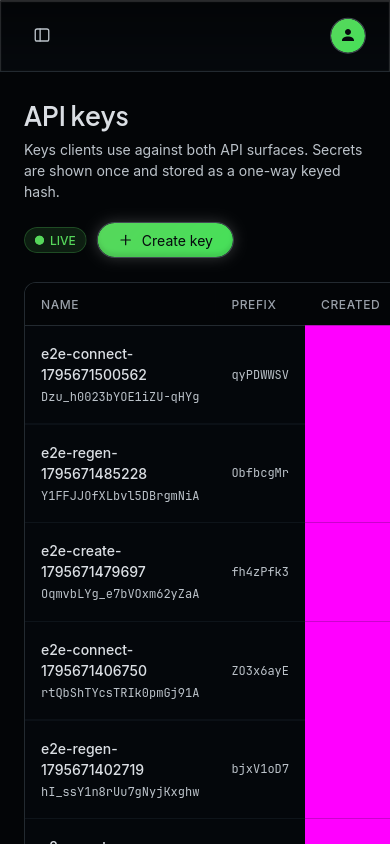 API keys
Keys clients use against both API surfaces. Secrets
are shown once and stored as a one-way keyed
hash.
LIVE
Create key
NAME PREFIX CREATED
e2e-connect-
1795671500562
Dzu_h0023bYOE1iZU-qHYg
qyPDWWSV
e2e-regen-
1795671485228
Y1FFJJOfXLbvl5DBrgmNiA
ObfbcgMr
e2e-create-
1795671479697
OqmvbLYg_e7bVOxm62yZaA
fh4zPfk3
e2e-connect-
1795671406750
rtQbShTYcsTRIk0pmGj91A
ZO3x6ayE
e2e-regen-
1795671402719
hI_ssY1n8rUu7gNyjKxghw
bjxV1oD7